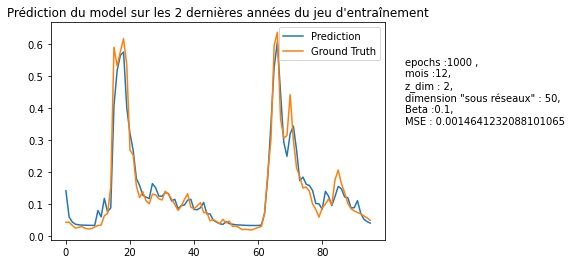 Prédiction du model sur les 2 dernières années du jeu d'entraînement
Prediction
Ground Truth
epochs :1000 ,
mois :12,
z_dim : 2,
dimension "sous réseaux" : 50,
Beta :0.1,
MSE : 0.0014641232088101065
0.6
0.5
0.4
0.3
0.2
0.1
0.0
0 20 40 60 80